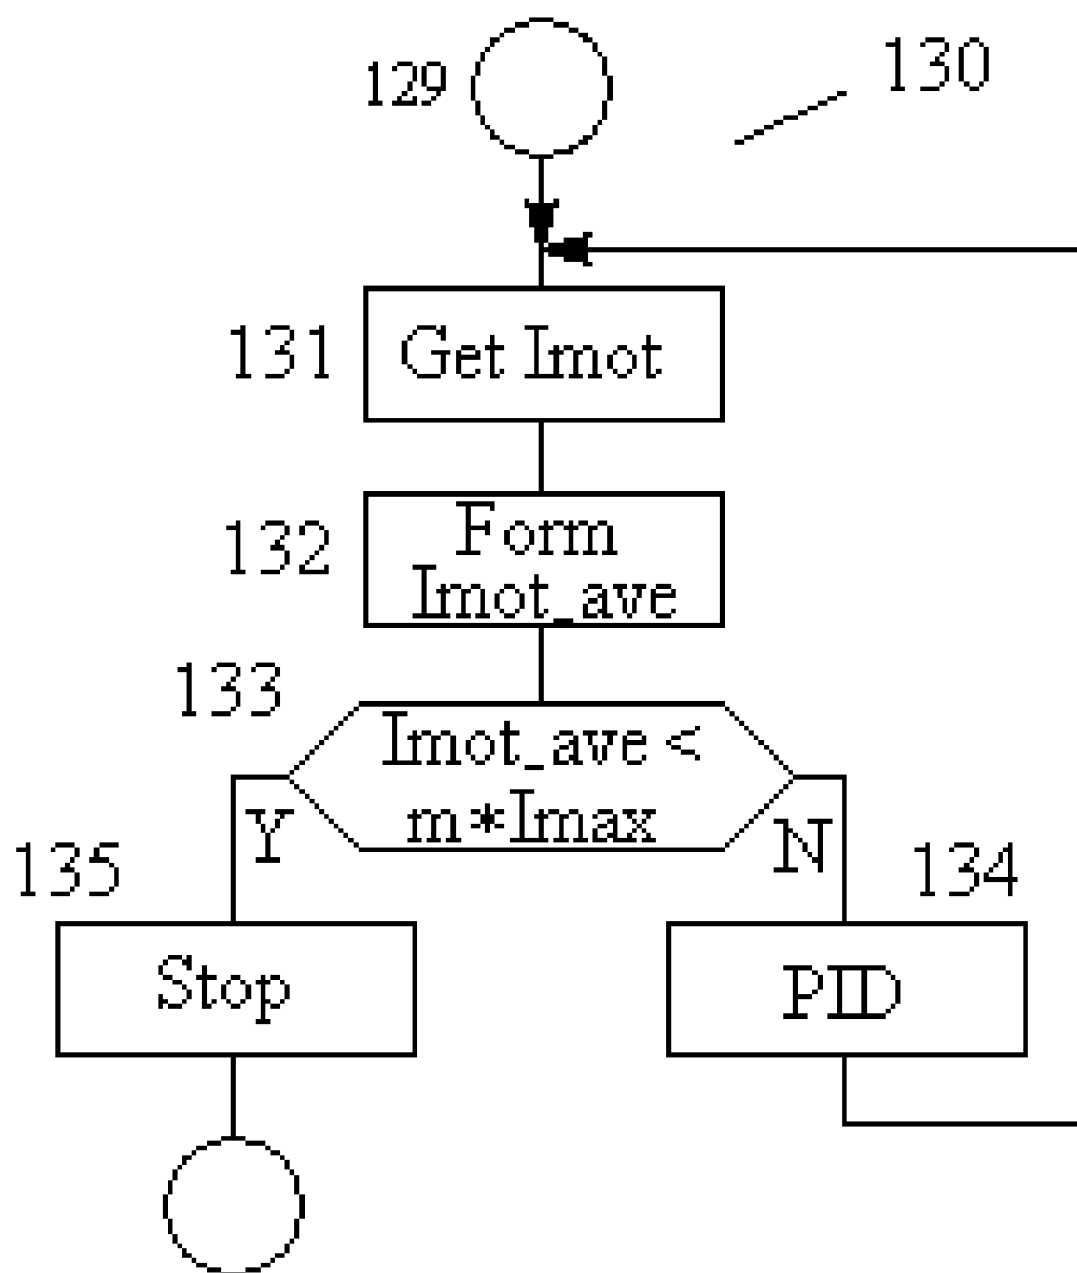 129
130
131
Get Imot
132
Form
Imot_ave
133
Imot_ave <
m*Imax
Y
N
135
134
Stop
PID